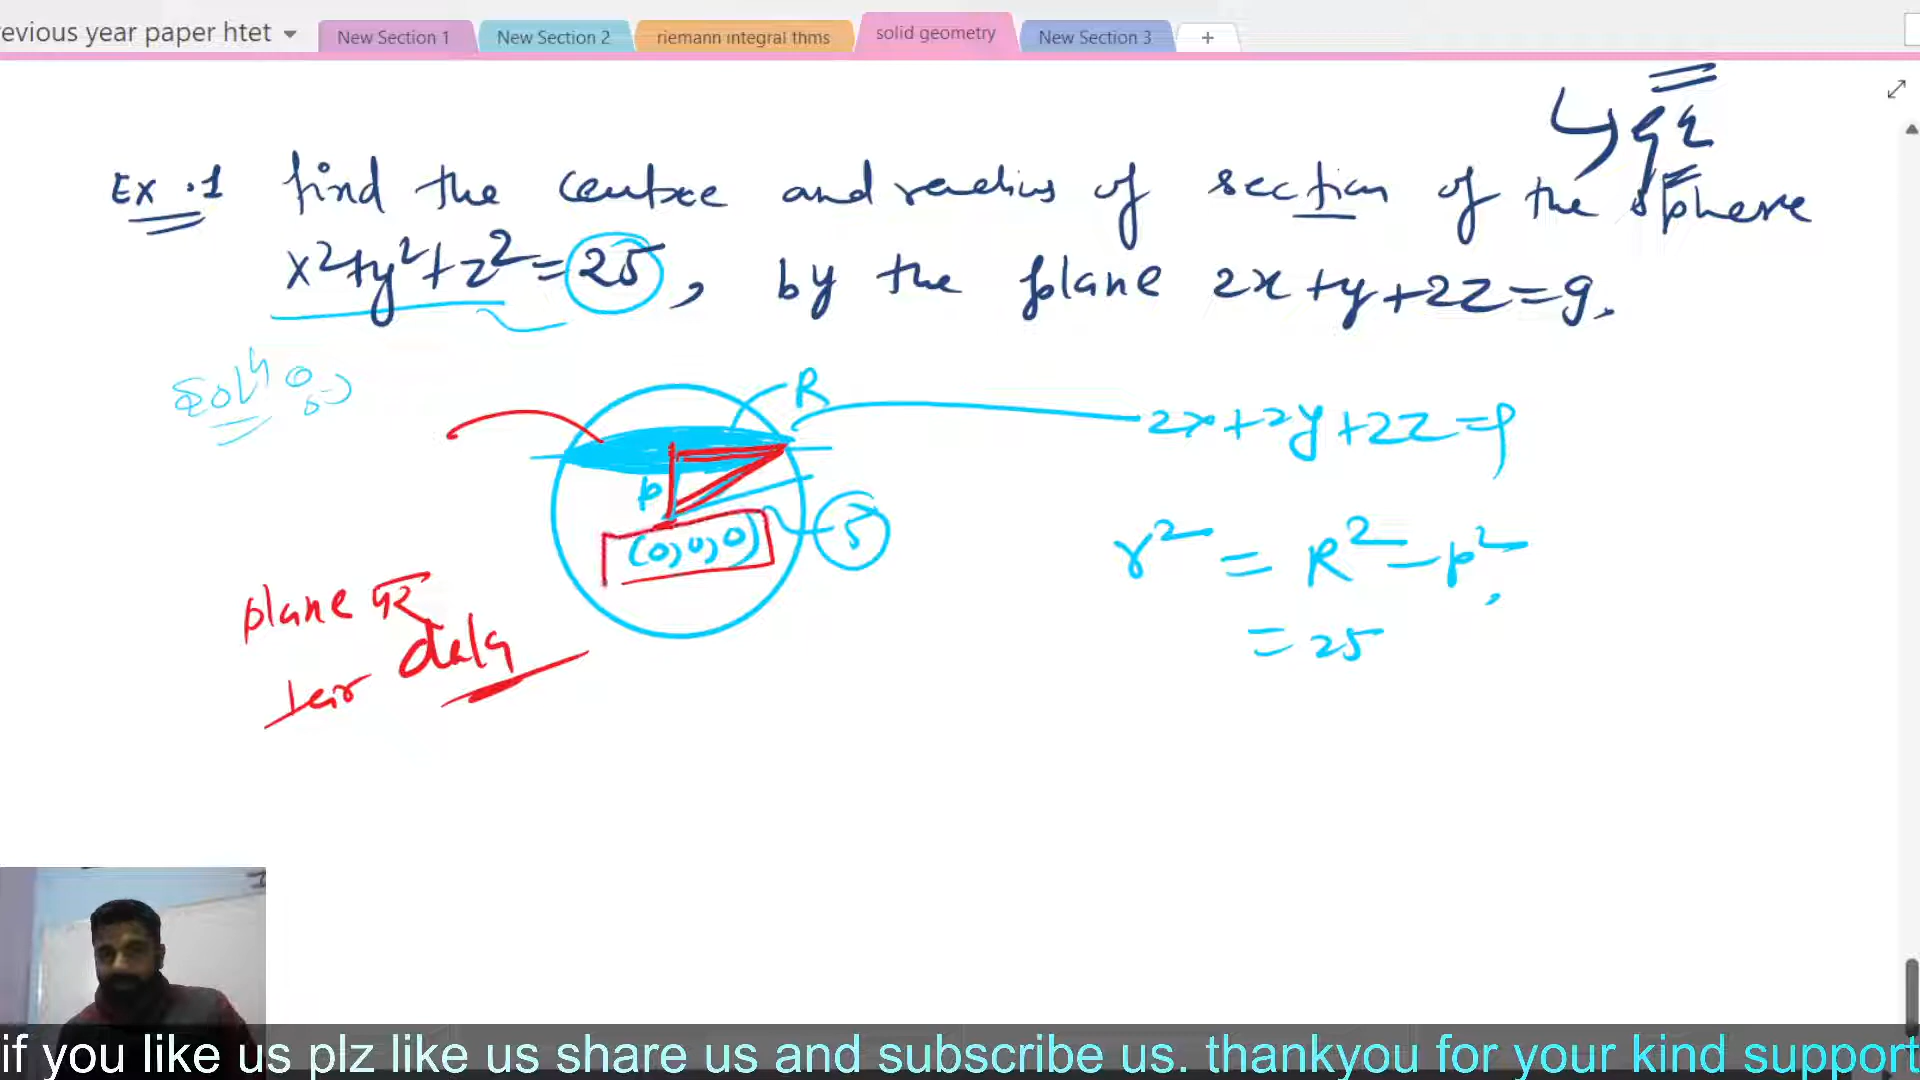 evious year paper htet New Section 1 New Section 2 riemann integral thms solid geometry New Section 3 +
Ex.1 find the centre and radius of section of the sphere
x²+y²+z²=25, by the plane 2x+y+2z=9.
Solⁿ
R
2x+2y+2z=9
p
(0,0,0) 5
r² = R²-p²
= 25
plane पर
⊥er डाला
if you like us plz like us share us and subscribe us. thankyou for your kind support